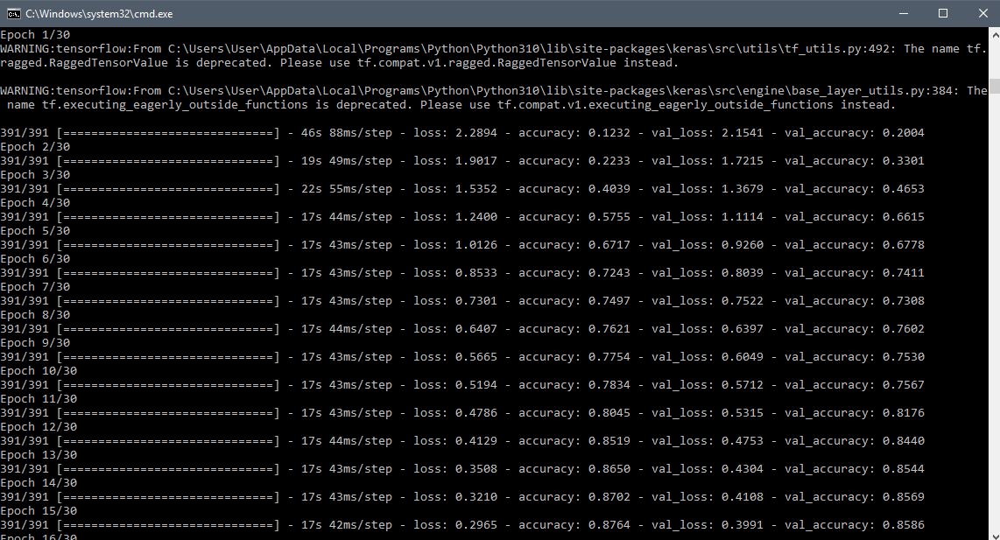 C:\Windows\system32\cmd.exe
Epoch 1/30
WARNING:tensorflow:From C:\Users\User\AppData\Local\Programs\Python\Python310\lib\site-packages\keras\src\utils\tf_utils.py:492: The name tf.
ragged.RaggedTensorValue is deprecated. Please use tf.compat.v1.ragged.RaggedTensorValue instead.
WARNING:tensorflow:From C:\Users\User\AppData\Local\Programs\Python\Python310\lib\site-packages\keras\src\engine\base_layer_utils.py:384: The
name tf.executing_eagerly_outside_functions is deprecated. Please use tf.compat.v1.executing_eagerly_outside_functions instead.
391/391 [==============================] - 46s 88ms/step - loss: 2.2894 - accuracy: 0.1232 - val_loss: 2.1541 - val_accuracy: 0.2004
Epoch 2/30
391/391 [==============================] - 19s 49ms/step - loss: 1.9017 - accuracy: 0.2233 - val_loss: 1.7215 - val_accuracy: 0.3301
Epoch 3/30
391/391 [==============================] - 22s 55ms/step - loss: 1.5352 - accuracy: 0.4039 - val_loss: 1.3679 - val_accuracy: 0.4653
Epoch 4/30
391/391 [==============================] - 17s 44ms/step - loss: 1.2400 - accuracy: 0.5755 - val_loss: 1.1114 - val_accuracy: 0.6615
Epoch 5/30
391/391 [==============================] - 17s 43ms/step - loss: 1.0126 - accuracy: 0.6717 - val_loss: 0.9260 - val_accuracy: 0.6778
Epoch 6/30
391/391 [==============================] - 17s 43ms/step - loss: 0.8533 - accuracy: 0.7243 - val_loss: 0.8039 - val_accuracy: 0.7411
Epoch 7/30
391/391 [==============================] - 17s 43ms/step - loss: 0.7301 - accuracy: 0.7497 - val_loss: 0.7522 - val_accuracy: 0.7308
Epoch 8/30
391/391 [==============================] - 17s 44ms/step - loss: 0.6407 - accuracy: 0.7621 - val_loss: 0.6397 - val_accuracy: 0.7602
Epoch 9/30
391/391 [==============================] - 17s 43ms/step - loss: 0.5665 - accuracy: 0.7754 - val_loss: 0.6049 - val_accuracy: 0.7530
Epoch 10/30
391/391 [==============================] - 17s 43ms/step - loss: 0.5194 - accuracy: 0.7834 - val_loss: 0.5712 - val_accuracy: 0.7567
Epoch 11/30
391/391 [==============================] - 17s 43ms/step - loss: 0.4786 - accuracy: 0.8045 - val_loss: 0.5315 - val_accuracy: 0.8176
Epoch 12/30
391/391 [==============================] - 17s 44ms/step - loss: 0.4129 - accuracy: 0.8519 - val_loss: 0.4753 - val_accuracy: 0.8440
Epoch 13/30
391/391 [==============================] - 17s 43ms/step - loss: 0.3508 - accuracy: 0.8650 - val_loss: 0.4304 - val_accuracy: 0.8544
Epoch 14/30
391/391 [==============================] - 17s 43ms/step - loss: 0.3210 - accuracy: 0.8702 - val_loss: 0.4108 - val_accuracy: 0.8569
Epoch 15/30
391/391 [==============================] - 17s 42ms/step - loss: 0.2965 - accuracy: 0.8764 - val_loss: 0.3991 - val_accuracy: 0.8586
Epoch 16/30